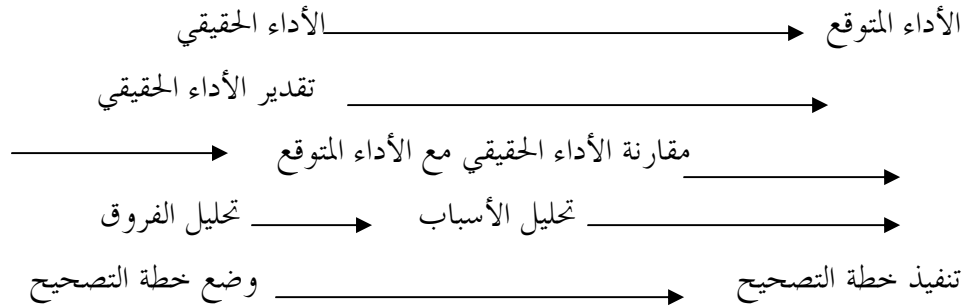 الأداء المتوقع الأداء الحقيقي
تقدير الأداء الحقيقي
مقارنة الأداء الحقيقي مع الأداء المتوقع
تحليل الأسباب تحليل الفروق
تنفيذ خطة التصحيح وضع خطة التصحيح